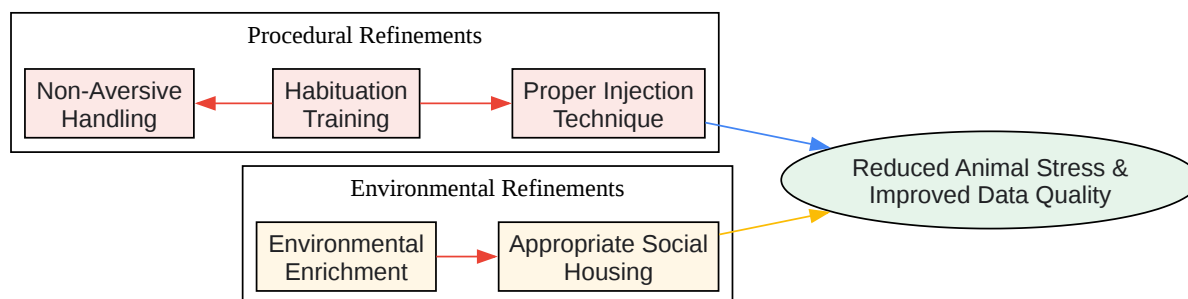 Procedural Refinements
Non-Aversive
Handling
Habituation
Training
Proper Injection
Technique
Reduced Animal Stress &
Improved Data Quality
Environmental Refinements
Environmental
Enrichment
Appropriate Social
Housing